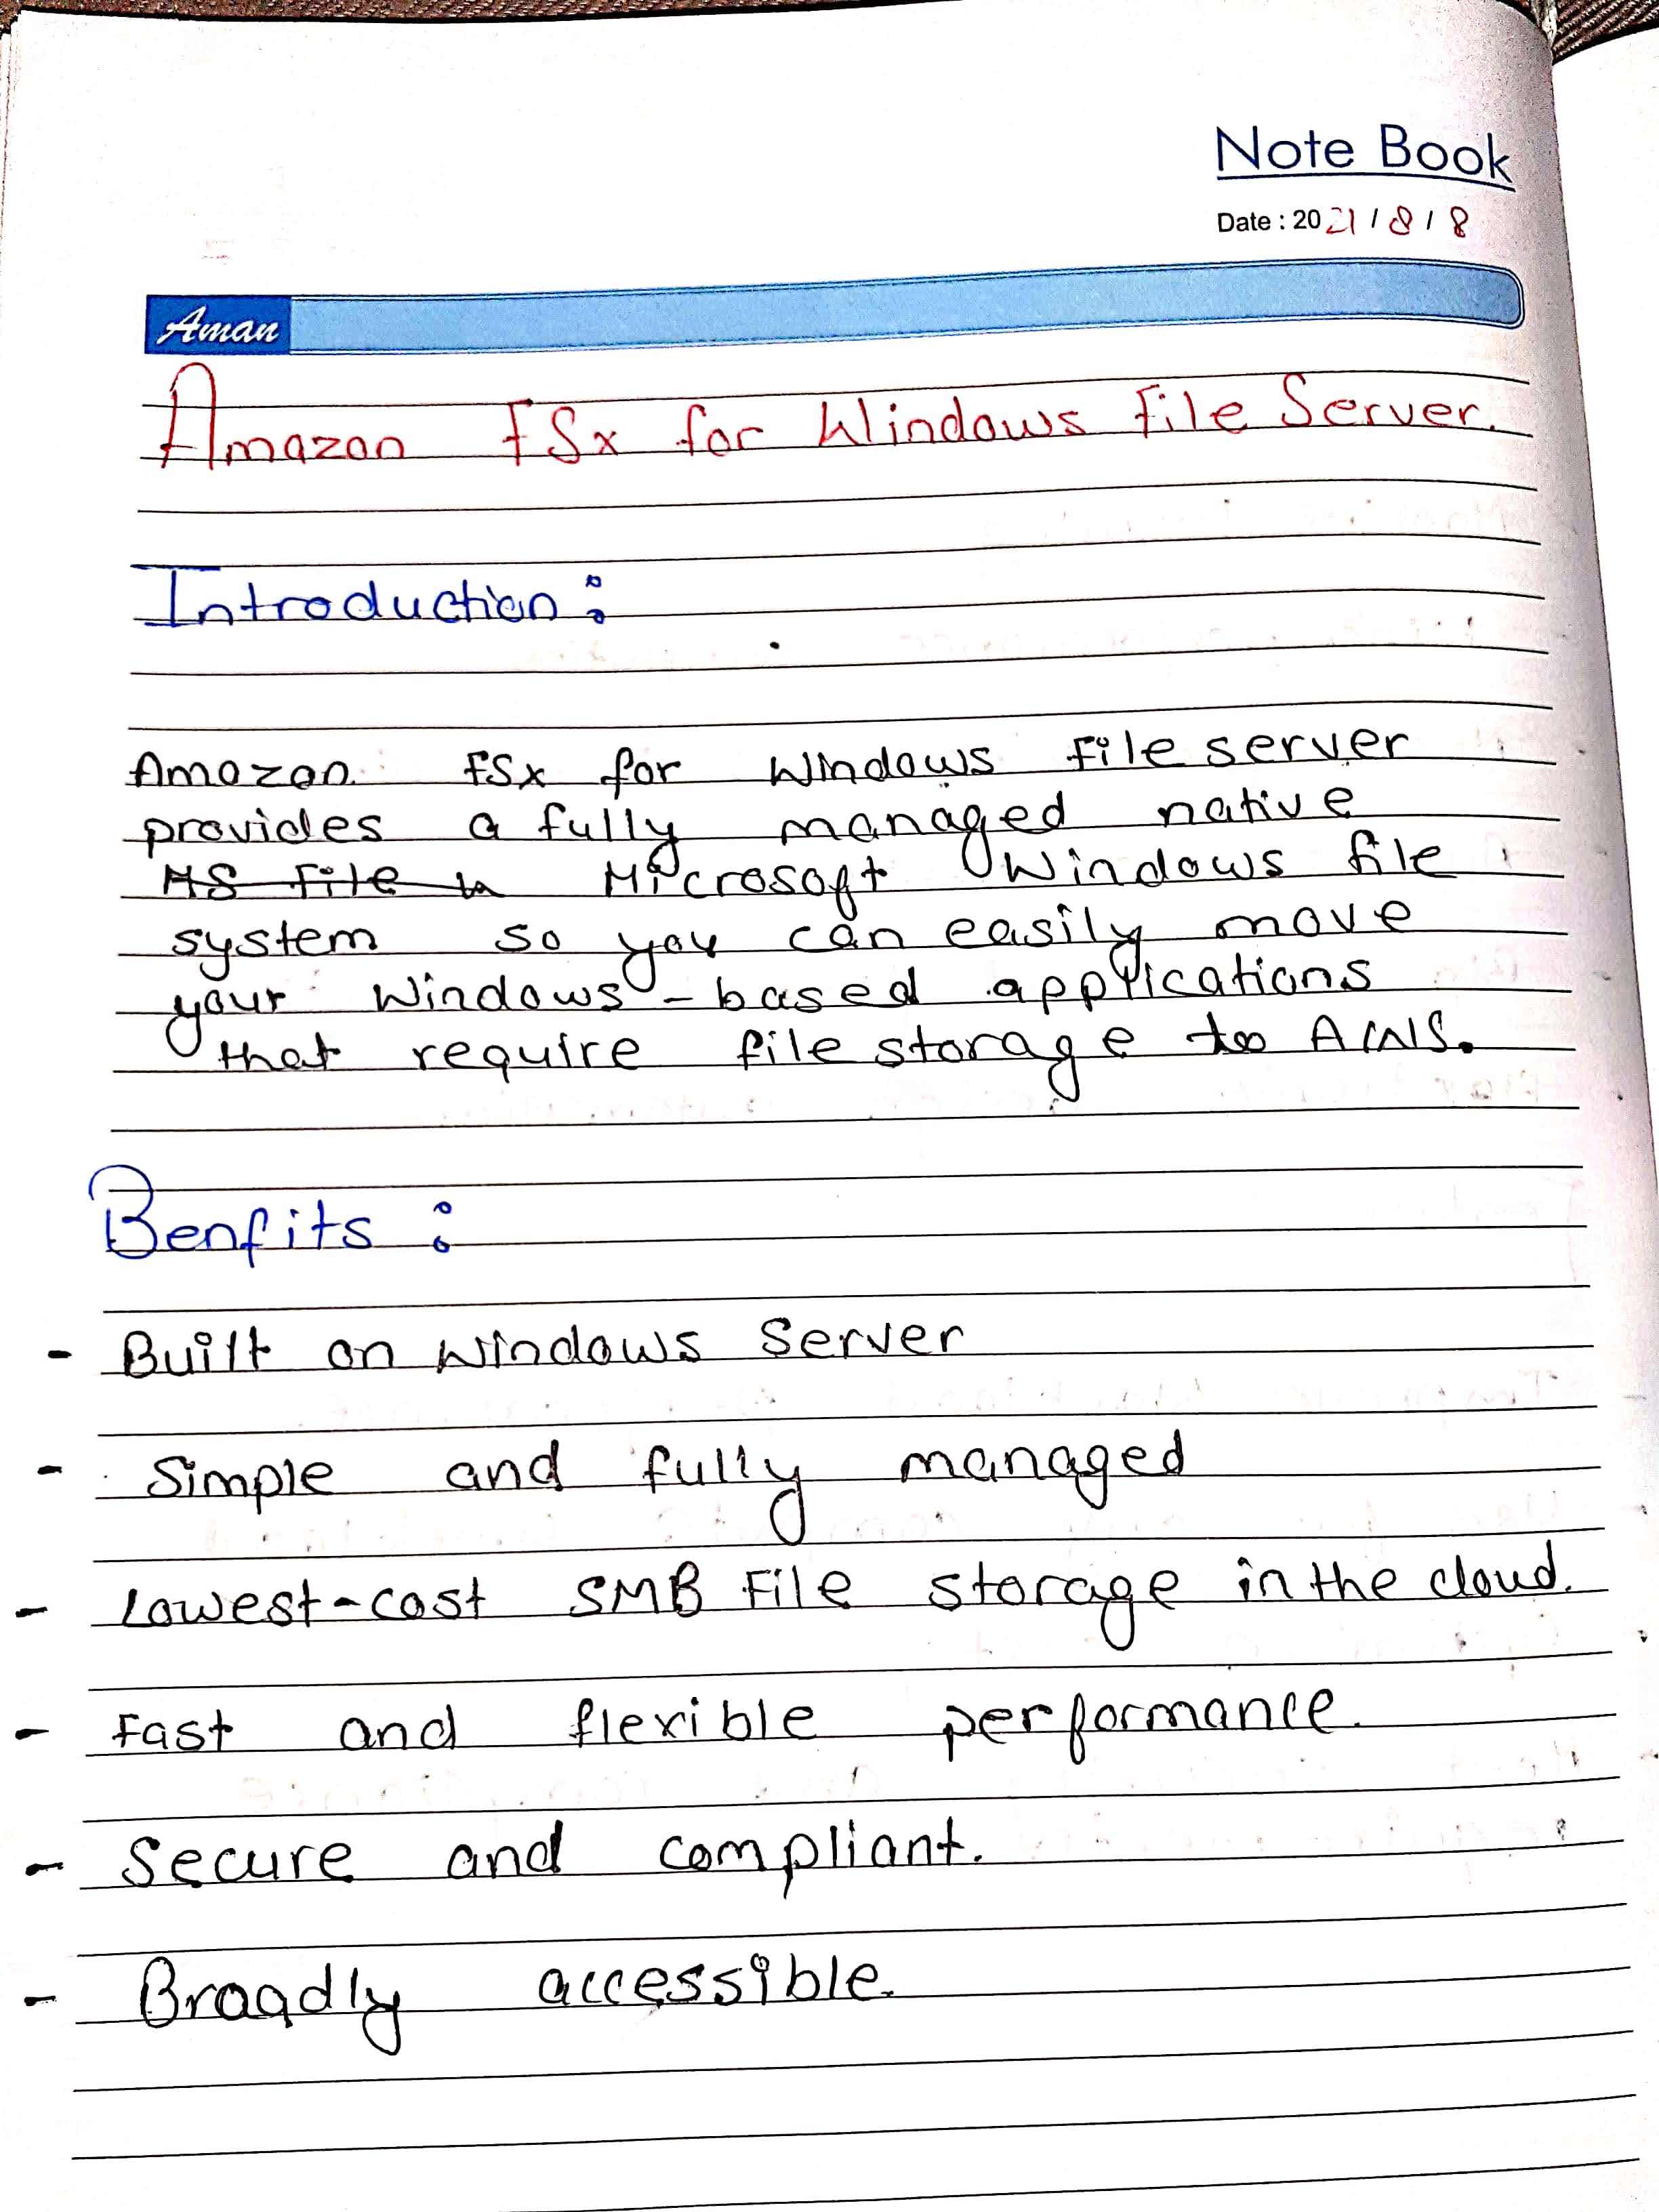 Note Book
Date : 2021 / 8 / 8
Aman
Amazon FSx for Windows File Server.
Introduction :
Amazon FSx for Windows File server
provides a fully managed native
MS File in Microsoft Windows file
system so you can easily move
your Windows-based applications
that require file storage to AWS.
Benfits :
- Built on Windows Server
- Simple and fully managed
- Lowest-cost SMB File storage in the cloud.
- Fast and flexible performance.
- Secure and compliant.
- Broadly accessible.